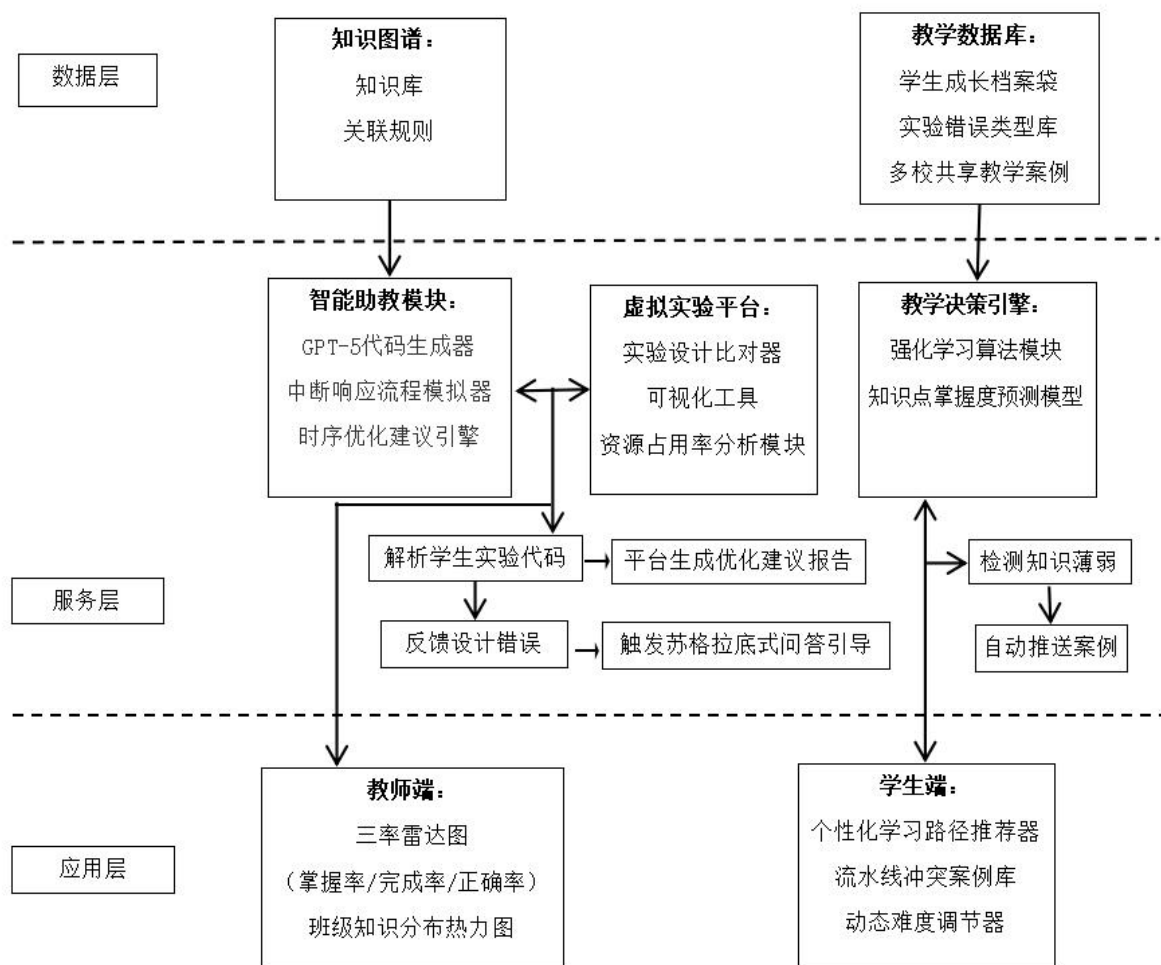 数据层
知识图谱：
知识库
关联规则
教学数据库：
学生成长档案袋
实验错误类型库
多校共享教学案例
智能助教模块：
GPT-5代码生成器
中断响应流程模拟器
时序优化建议引擎
虚拟实验平台：
实验设计比对器
可视化工具
资源占用率分析模块
教学决策引擎：
强化学习算法模块
知识点掌握度预测模型
服务层
解析学生实验代码
平台生成优化建议报告
反馈设计错误
触发苏格拉底式问答引导
检测知识薄弱
自动推送案例
应用层
教师端：
三率雷达图
（掌握率/完成率/正确率）
班级知识分布热力图
学生端：
个性化学习路径推荐器
流水线冲突案例库
动态难度调节器